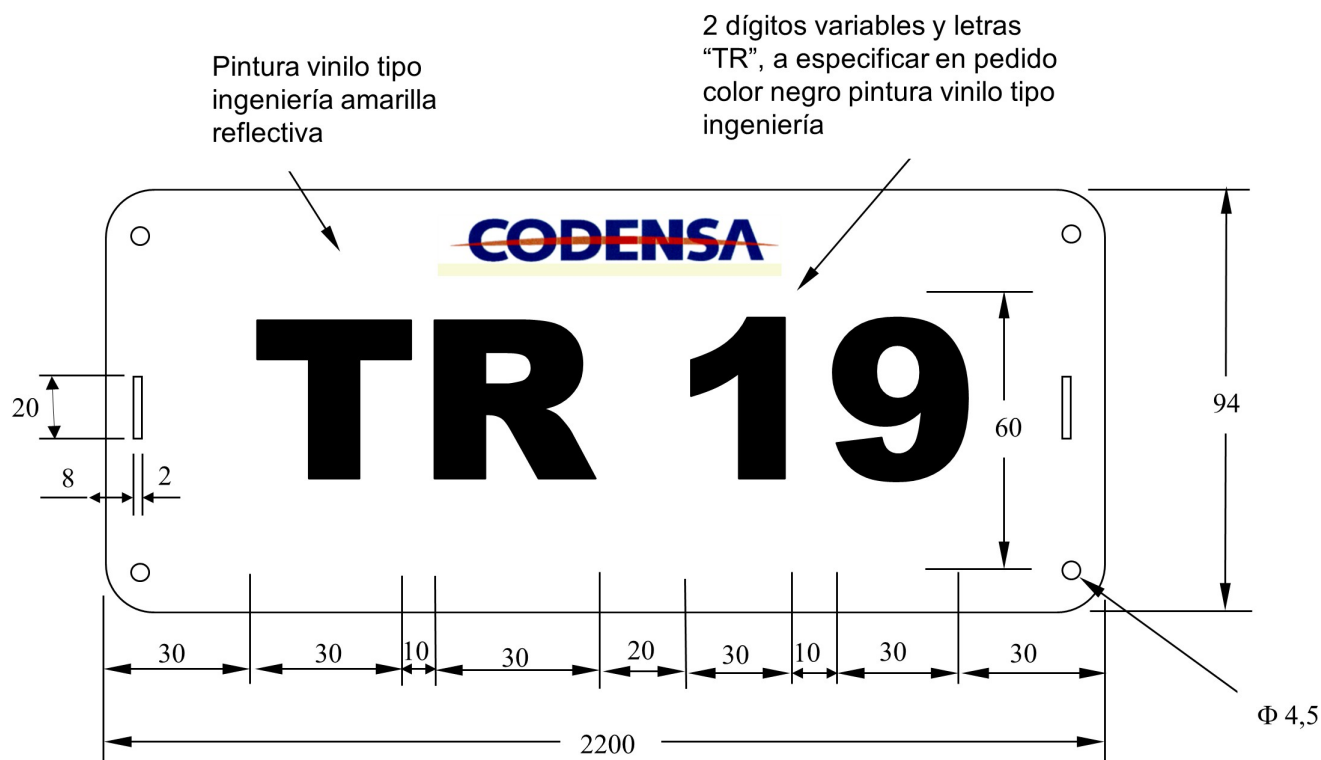 2 dígitos variables y letras
“TR”, a especificar en pedido
color negro pintura vinilo tipo
ingeniería
Pintura vinilo tipo
ingeniería amarilla
reflectiva
CODENSA
TR 19
20
8
2
60
94
30
30
10
30
20
30
10
30
30
Φ 4,5
2200